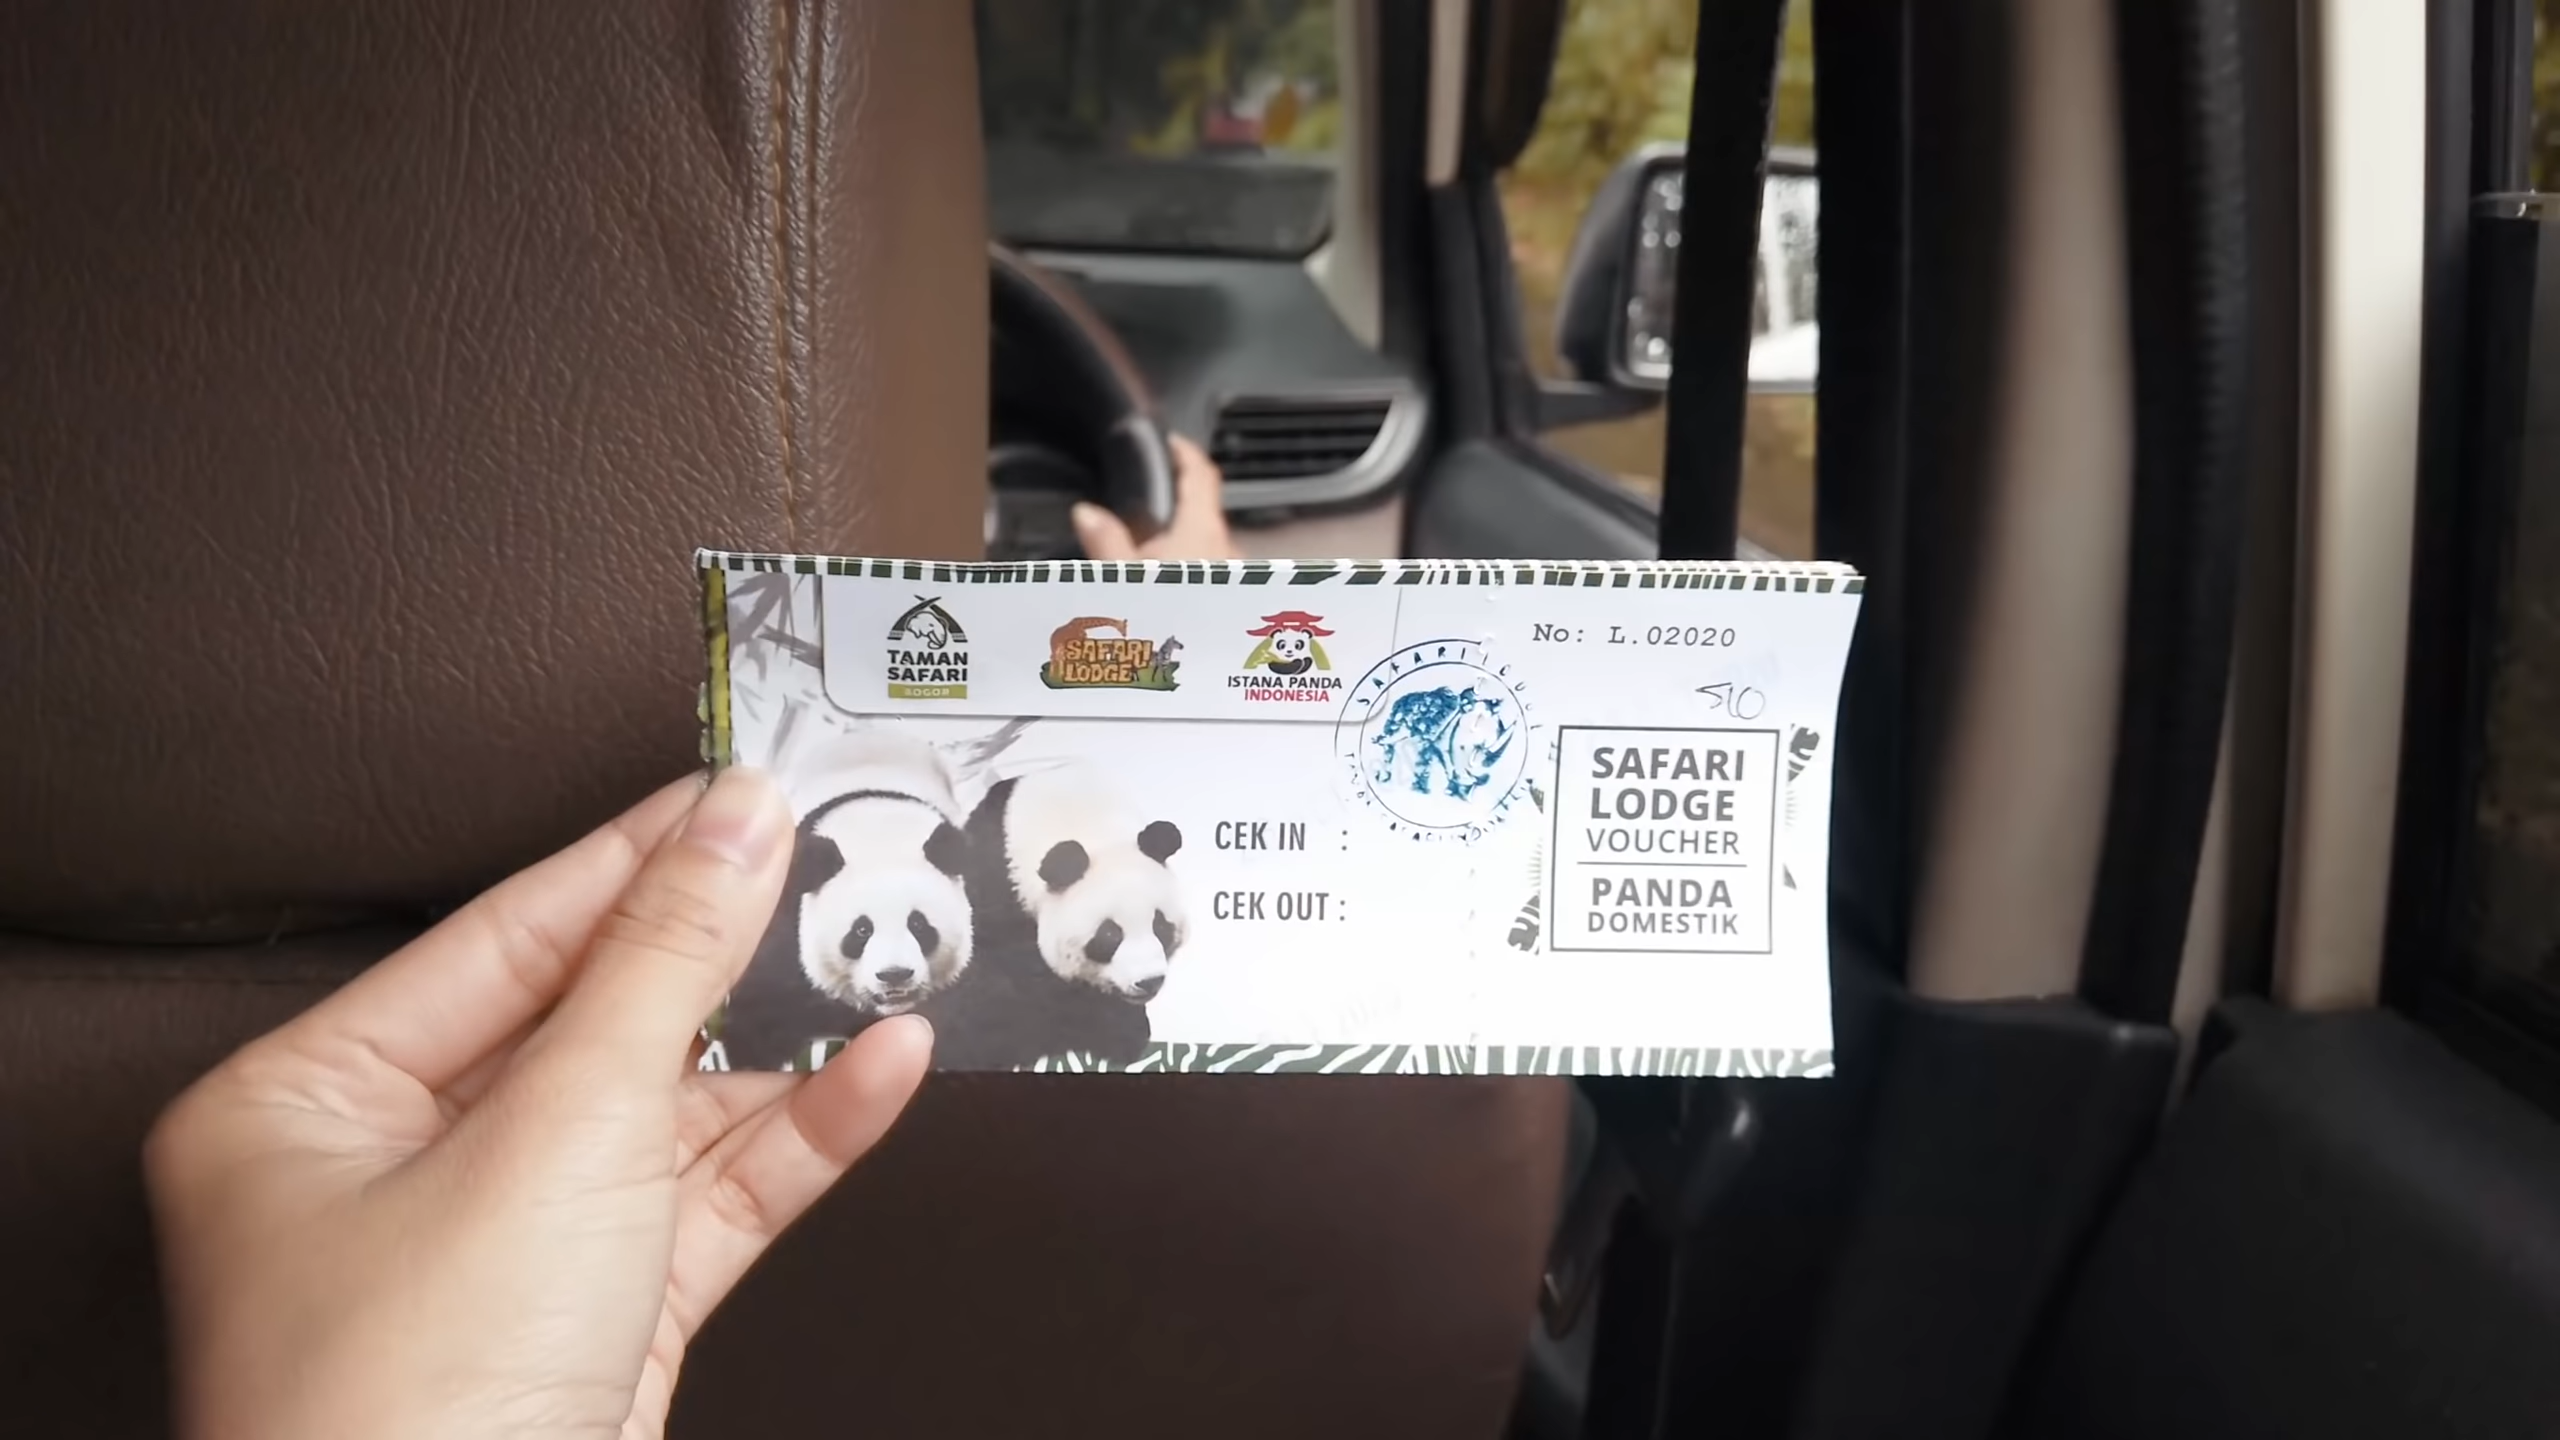 TAMAN
SAFARI
BOGOR
SAFARI
LODGE
ISTANA PANDA
INDONESIA
No: L.02020
510
SAFARI
CEK IN :
CEK OUT :
SAFARI
LODGE
VOUCHER
PANDA
DOMESTIK